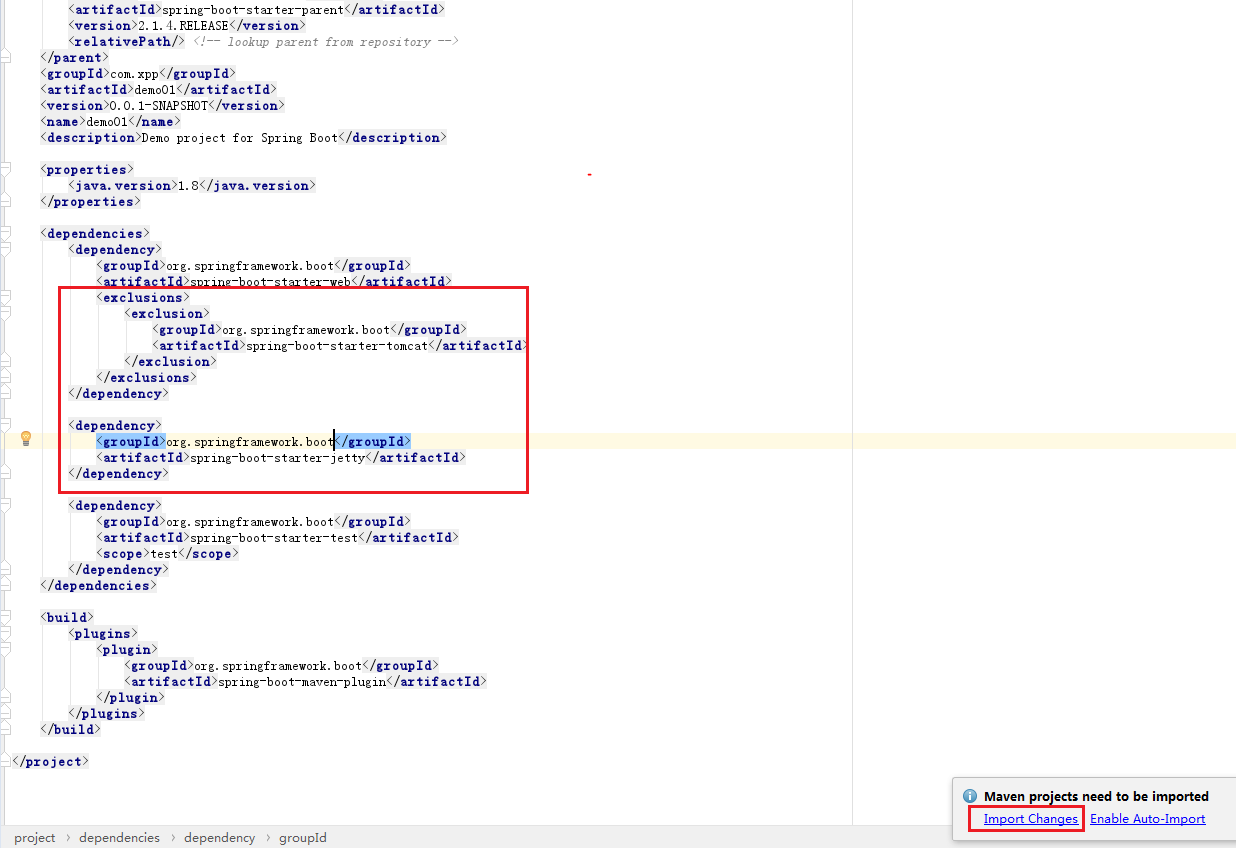 <artifactId>spring-boot-starter-parent</artifactId>
<version>2.1.4.RELEASE</version>
<relativePath/> <!-- lookup parent from repository -->
</parent>
<groupId>com.xpp</groupId>
<artifactId>demo01</artifactId>
<version>0.0.1-SNAPSHOT</version>
<name>demo01</name>
<description>Demo project for Spring Boot</description>
<properties>
<java.version>1.8</java.version>
</properties>
<dependencies>
<dependency>
<groupId>org.springframework.boot</groupId>
<artifactId>spring-boot-starter-web</artifactId>
<exclusions>
<exclusion>
<groupId>org.springframework.boot</groupId>
<artifactId>spring-boot-starter-tomcat</artifactId>
</exclusion>
</exclusions>
</dependency>
<dependency>
<groupId>org.springframework.boot</groupId>
<artifactId>spring-boot-starter-jetty</artifactId>
</dependency>
<dependency>
<groupId>org.springframework.boot</groupId>
<artifactId>spring-boot-starter-test</artifactId>
<scope>test</scope>
</dependency>
</dependencies>
<build>
<plugins>
<plugin>
<groupId>org.springframework.boot</groupId>
<artifactId>spring-boot-maven-plugin</artifactId>
</plugin>
</plugins>
</build>
</project>
Maven projects need to be imported
Import Changes Enable Auto-Import
project › dependencies › dependency › groupId